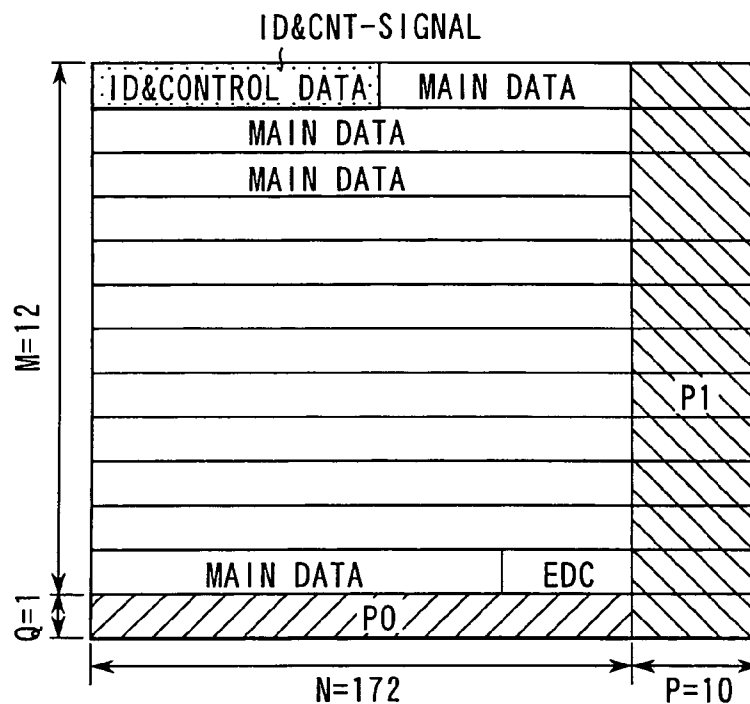 ID&CNT-SIGNAL
ID&CONTROL DATA MAIN DATA
MAIN DATA
MAIN DATA
M=12
P1
MAIN DATA EDC
Q=1
PO
N=172 P=10